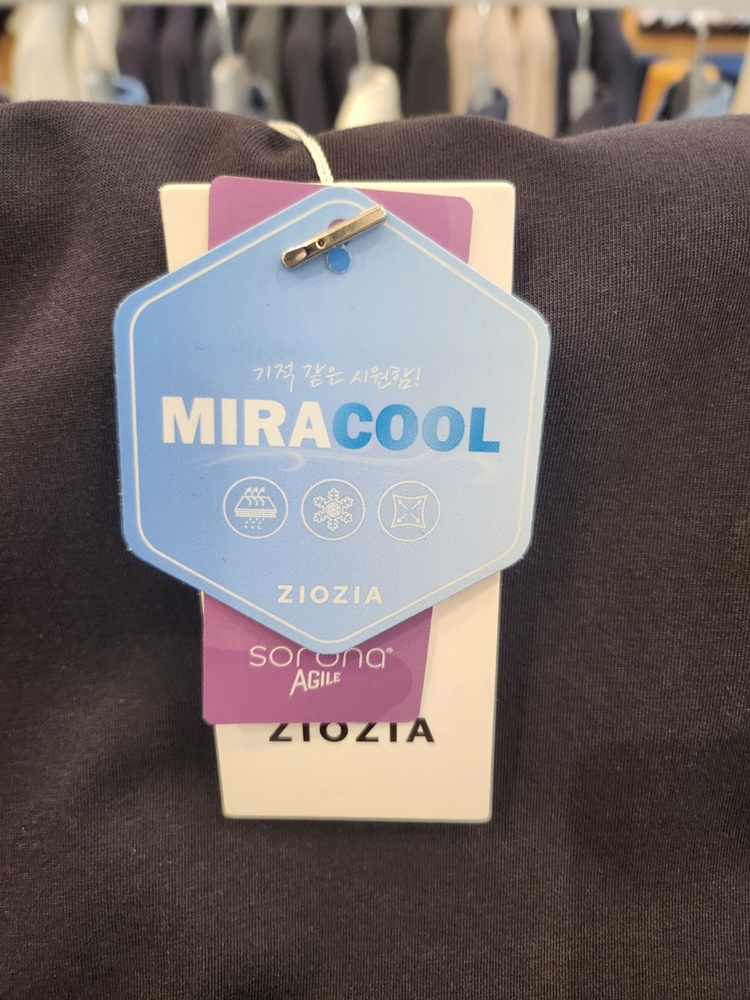 기적 같은 시원함!
MIRACOOL
ZIOZIA
sorona®
AGILE
ZIOZIA